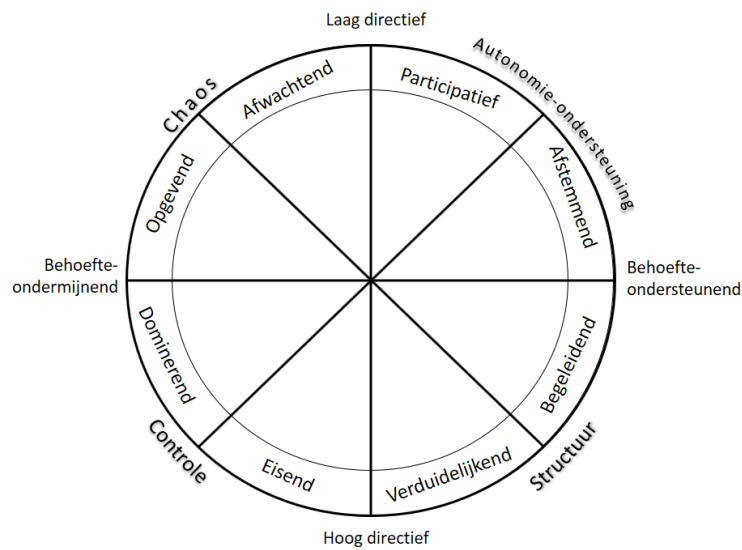 Laag directief
Chaos
Autonomie-ondersteuning
Afwachtend
Participatief
Opgevend
Afstemmend
Behoefte-
ondermijnend
Behoefte-
ondersteunend
Dominerend
Begeleidend
Controle
Eisend
Verduidelijkend
Structuur
Hoog directief